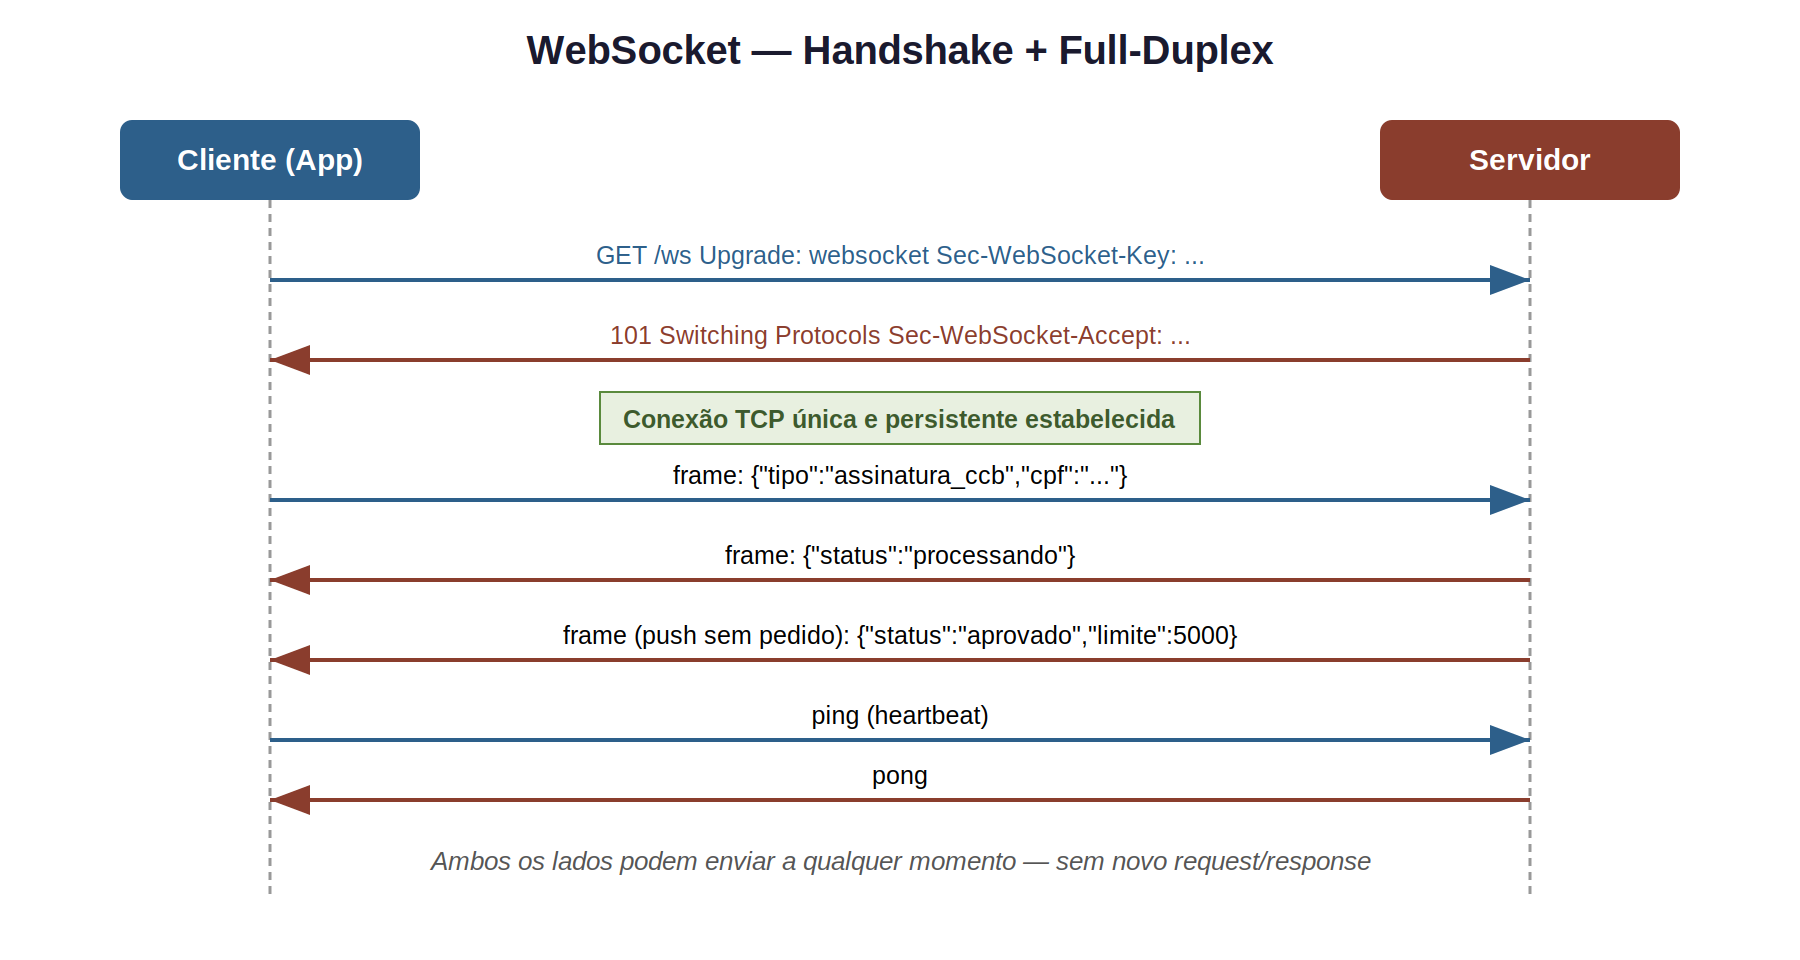 WebSocket — Handshake + Full-Duplex
Cliente (App)
Servidor
GET /ws Upgrade: websocket Sec-WebSocket-Key: ...
101 Switching Protocols Sec-WebSocket-Accept: ...
Conexão TCP única e persistente estabelecida
frame: {"tipo":"assinatura_ccb","cpf":"..."}
frame: {"status":"processando"}
frame (push sem pedido): {"status":"aprovado","limite":5000}
ping (heartbeat)
pong
Ambos os lados podem enviar a qualquer momento — sem novo request/response